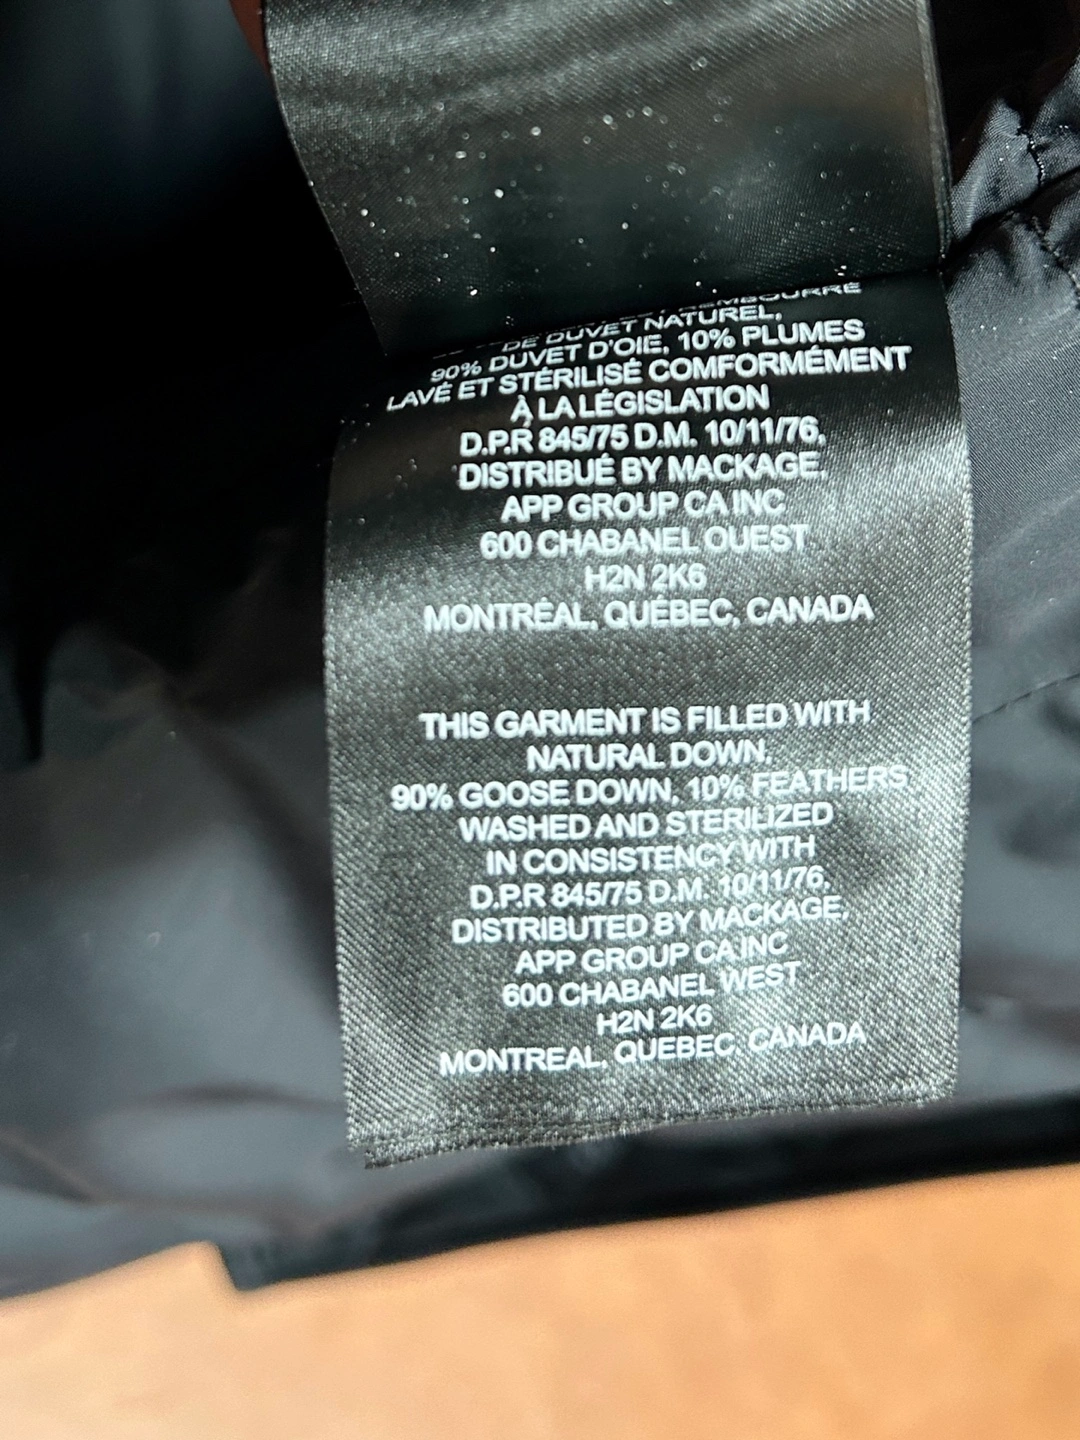 REMBOURRÉ
DE DUVET NATUREL,
90% DUVET D'OIE, 10% PLUMES
LAVÉ ET STÉRILISÉ COMFORMÉMENT
À LA LÉGISLATION
D.P.R 845/75 D.M. 10/11/76,
DISTRIBUÉ BY MACKAGE,
APP GROUP CA INC
600 CHABANEL OUEST
H2N 2K6
MONTRÉAL, QUÉBEC, CANADA
THIS GARMENT IS FILLED WITH
NATURAL DOWN,
90% GOOSE DOWN, 10% FEATHERS
WASHED AND STERILIZED
IN CONSISTENCY WITH
D.P.R 845/75 D.M. 10/11/76,
DISTRIBUTED BY MACKAGE,
APP GROUP CA INC
600 CHABANEL WEST
H2N 2K6
MONTREAL, QUEBEC, CANADA